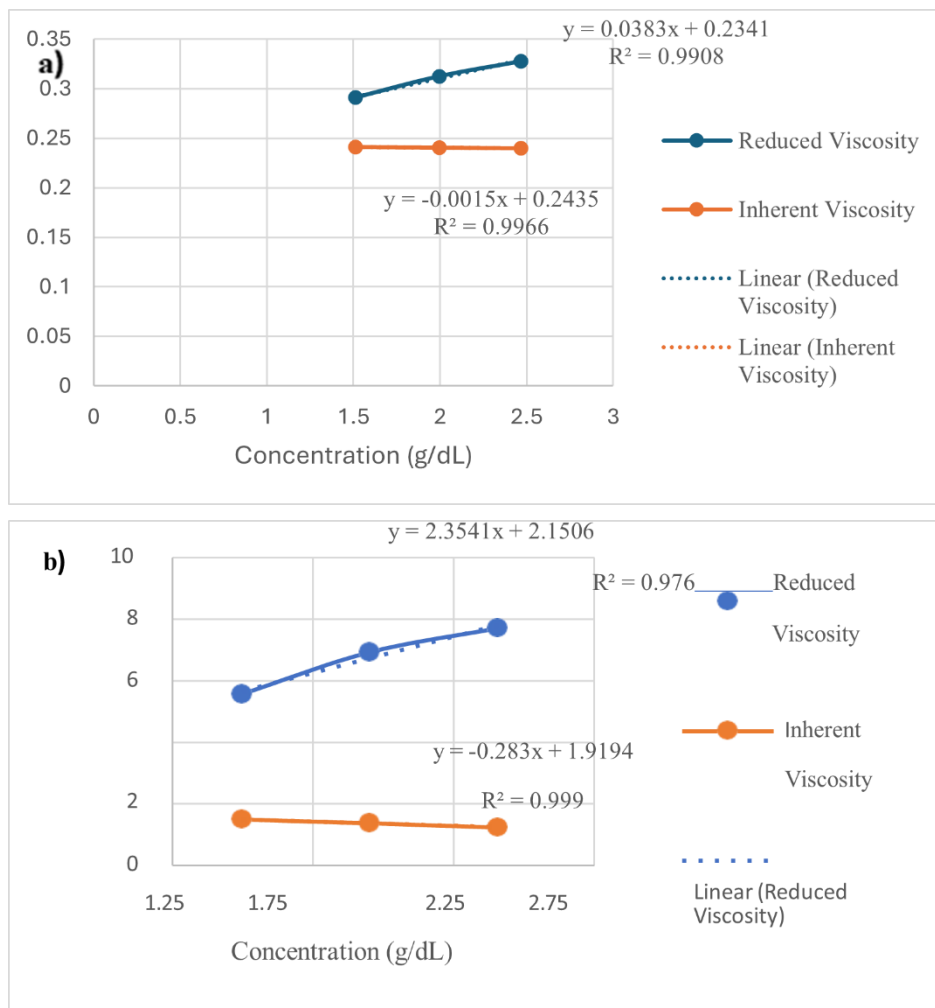 y = 0.0383x + 0.2341
R² = 0.9908
a)
0.35
0.3
0.25
0.2
0.15
0.1
0.05
0
y = -0.0015x + 0.2435
R² = 0.9966
0 0.5 1 1.5 2 2.5 3
Concentration (g/dL)
Reduced Viscosity
Inherent Viscosity
Linear (Reduced
Viscosity)
Linear (Inherent
Viscosity)
y = 2.3541x + 2.1506
b)
10
8
6
2
0
R² = 0.976
y = -0.283x + 1.9194
R² = 0.999
1.25 1.75 2.25 2.75
Concentration (g/dL)
Reduced
Viscosity
Inherent
Viscosity
Linear (Reduced
Viscosity)